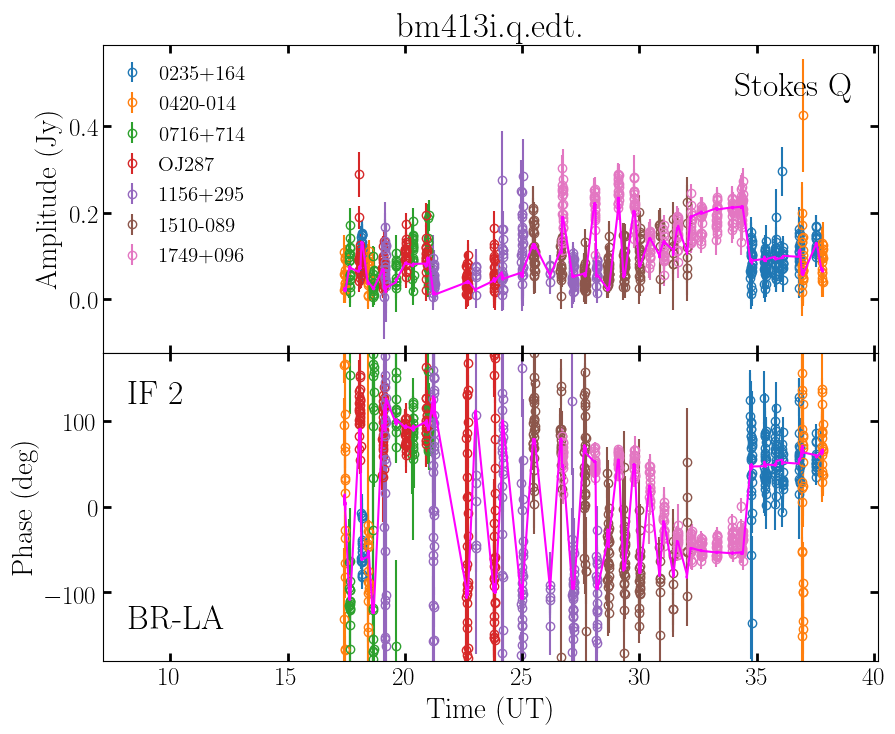 bm413i.q.edt.
Stokes Q
0235+164
0420-014
0716+714
OJ287
1156+295
1510-089
1749+096
Amplitude (Jy)
0.4
0.2
0.0
IF 2
BR-LA
Phase (deg)
100
0
−100
10 15 20 25 30 35 40
Time (UT)